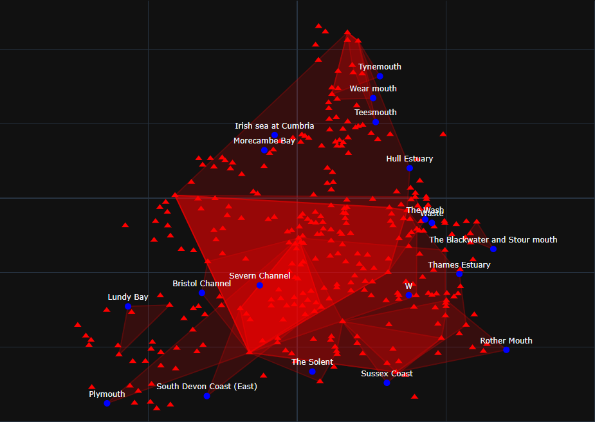 Tynemouth
Wear mouth
Teesmouth
Irish sea at Cumbria
Morecambe Bay
Hull Estuary
The Wash
The Blackwater and Stour mouth
Thames Estuary
Severn Channel
Bristol Channel
W
Lundy Bay
Rother Mouth
The Solent
Sussex Coast
South Devon Coast (East)
Plymouth